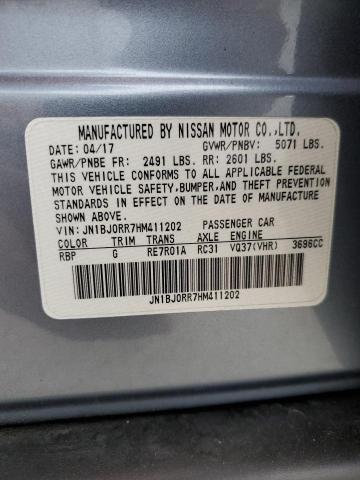 MANUFACTURED BY NISSAN MOTOR CO.,LTD.
DATE: 04/17 GVWR/PNBV: 5071 LBS.
GAWR/PNBE FR: 2491 LBS. RR: 2601 LBS.
THIS VEHICLE CONFORMS TO ALL APPLICABLE FEDERAL
MOTOR VEHICLE SAFETY,BUMPER,AND THEFT PREVENTION
STANDARDS IN EFFECT ON THE DATE OF MANUFACTURE
SHOWN ABOVE.
VIN: JN1BJ0RR7HM411202 PASSENGER CAR
COLOR TRIM TRANS AXLE ENGINE
RBP G RE7R01A RC31 VQ37(VHR) 3696CC
JN1BJ0RR7HM411202